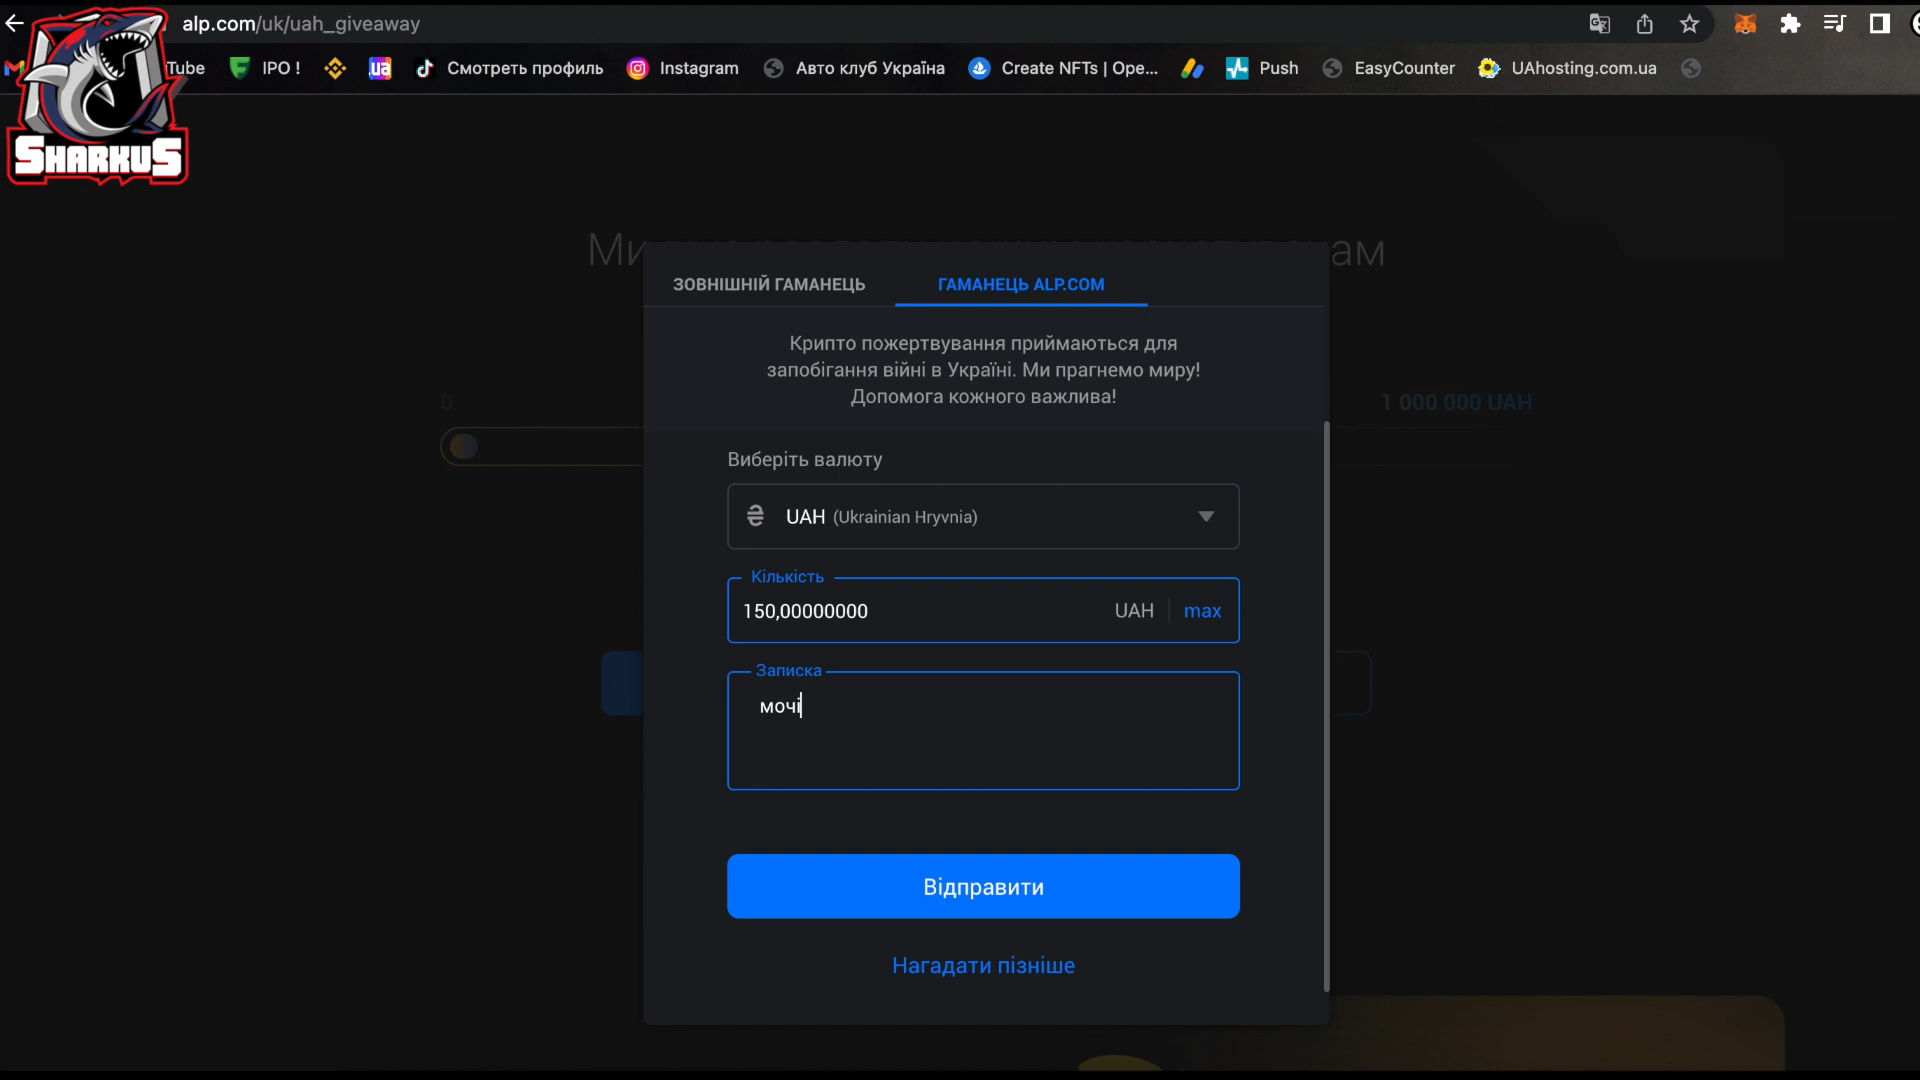 alp.com/uk/uah_giveaway
Tube IPO ! Смотреть профиль Instagram Авто клуб Україна Create NFTs | Ope... Push EasyCounter UAhosting.com.ua
ua
SHARKUS
ЗОВНІШНІЙ ГАМАНЕЦЬ ГАМАНЕЦЬ ALP.COM
Крипто пожертвування приймаються для
запобігання війні в Україні. Ми прагнемо миру!
Допомога кожного важлива!
0 1 000 000 UAH
Виберіть валюту
₴ UAH (Ukrainian Hryvnia)
Кількість
150,00000000 UAH max
Записка
мочі
Відправити
Нагадати пізніше